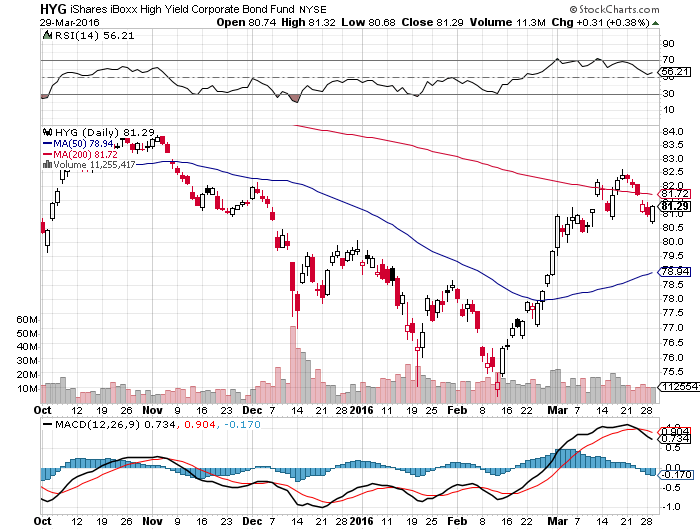 HYG iShares iBoxx High Yield Corporate Bond Fund NYSE © StockCharts.com
29-Mar-2016 Open 80.74 High 81.32 Low 80.68 Close 81.29 Volume 11.3M Chg +0.31 (+0.38%)
RSI(14) 56.21
90
70
56.21
30
10
HYG (Daily) 81.29
MA(50) 78.94
MA(200) 81.72
Volume 11,255,417
84.0
83.5
83.0
82.5
82.0
81.72
81.29
81.0
80.5
80.0
79.5
78.94
78.5
78.0
77.5
77.0
76.5
76.0
75.5
60M
50M
40M
30M
20M
10M
112554
Oct 12 19 26 Nov 9 16 23 Dec 7 14 21 28 2016 11 19 25 Feb 8 16 22 Mar 7 14 21 28
MACD(12,26,9) 0.734, 0.904, -0.170
0.904
0.734
0.5
0.0
-0.170
-0.5
-1.0
Oct 12 19 26 Nov 9 16 23 Dec 7 14 21 28 2016 11 19 25 Feb 8 16 22 Mar 7 14 21 28